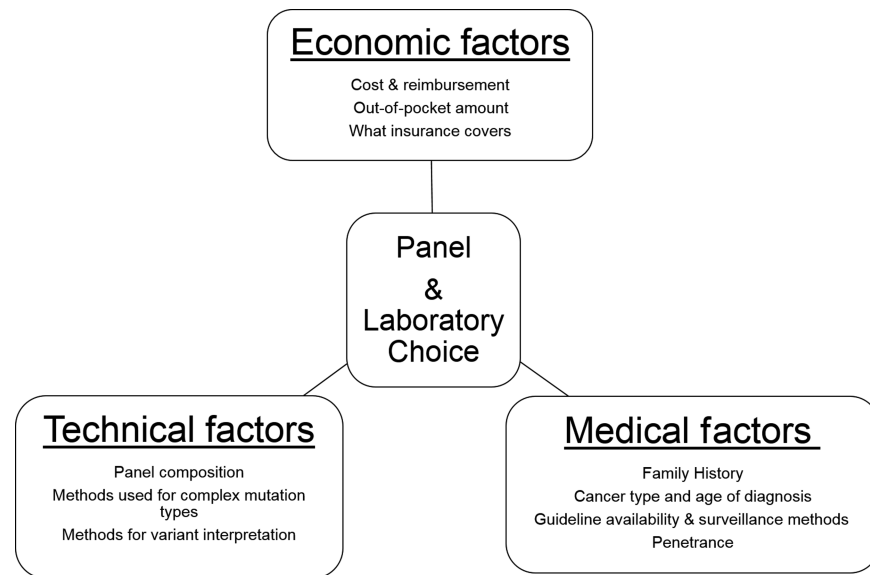 Economic factors
Cost & reimbursement
Out-of-pocket amount
What insurance covers
Panel
&
Laboratory
Choice
Technical factors
Panel composition
Methods used for complex mutation
types
Methods for variant interpretation
Medical factors
Family History
Cancer type and age of diagnosis
Guideline availability & surveillance methods
Penetrance